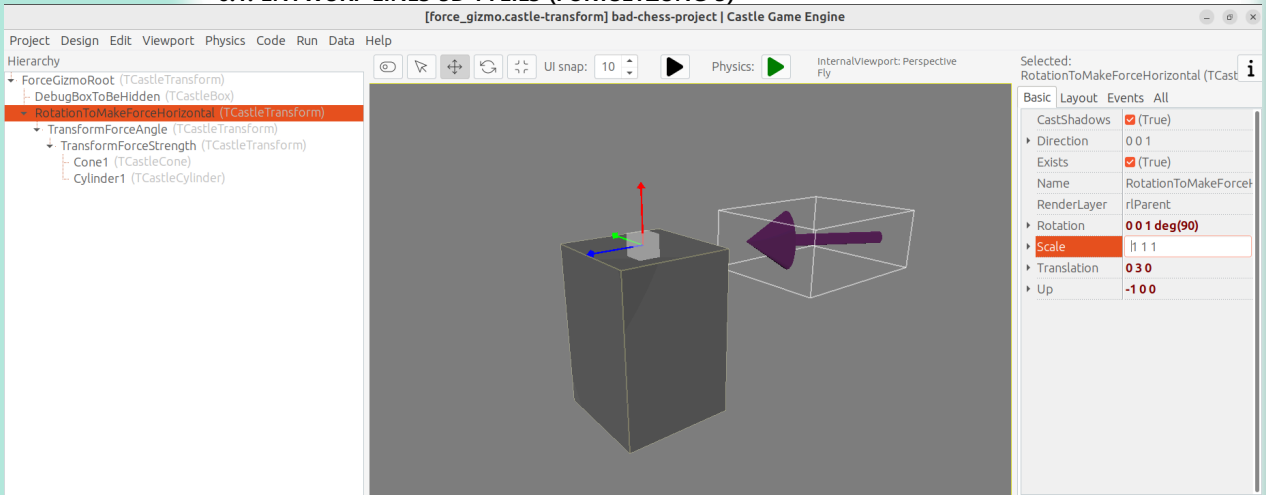 [force_gizmo.castle-transform] bad-chess-project | Castle Game Engine
Project Design Edit Viewport Physics Code Run Data Help
Hierarchy
ForceGizmoRoot (TCastleTransform)
DebugBoxToBeHidden (TCastleBox)
RotationToMakeForceHorizontal (TCastleTransform)
TransformForceAngle (TCastleTransform)
TransformForceStrength (TCastleTransform)
Cone1 (TCastleCone)
Cylinder1 (TCastleCylinder)
UI snap: 10
Physics:
InternalViewport: Perspective
Fly
Selected:
RotationToMakeForceHorizontal (TCast
i
Basic Layout Events All
CastShadows (True)
Direction 0 0 1
Exists (True)
Name RotationToMakeForceH
RenderLayer rlParent
Rotation 0 0 1 deg(90)
Scale 1 1 1
Translation 0 3 0
Up -1 0 0